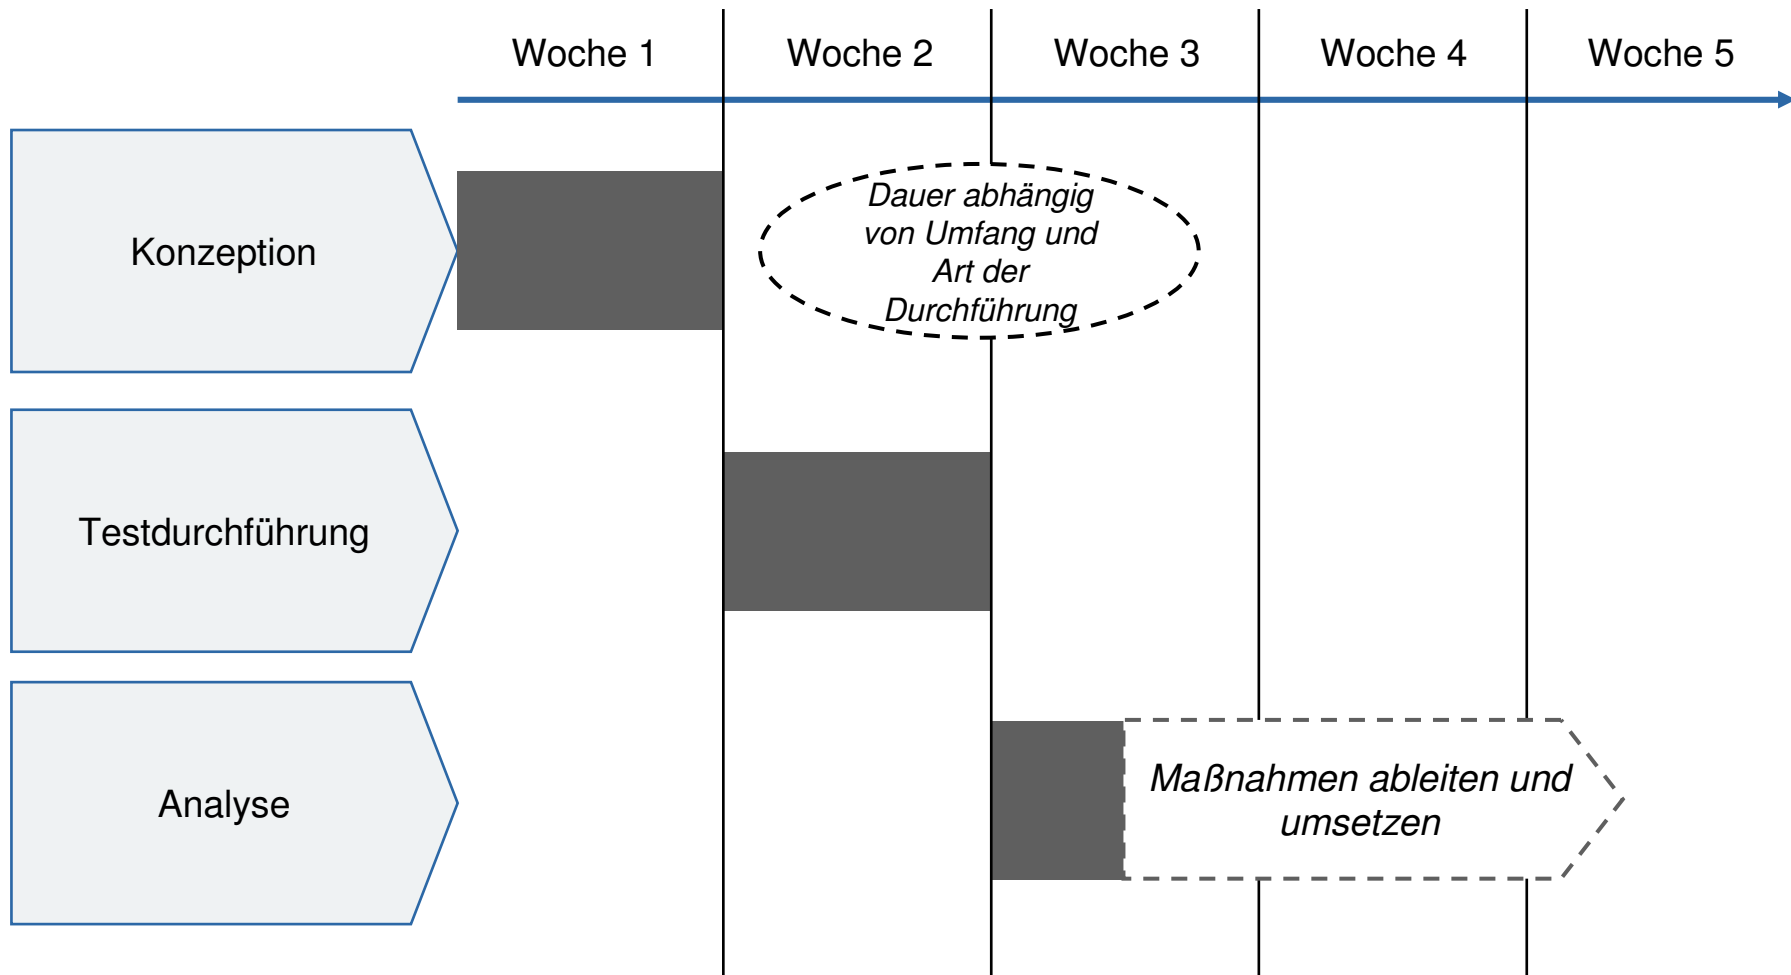 Woche 1
Woche 2
Woche 3
Woche 4
Woche 5
Konzeption
Dauer abhängig
von Umfang und
Art der
Durchführung
Testdurchführung
Analyse
Maßnahmen ableiten und
umsetzen